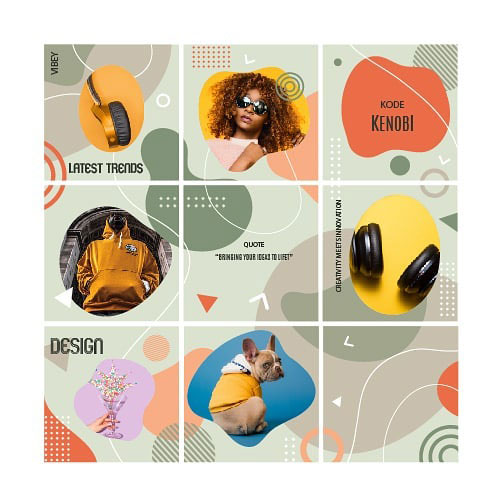 VIBEY
LATEST TRENDS
KODE
KENOBI
QUOTE
"BRINGING YOUR IDEAS TO LIFE!"
CREATIVITY MEETS INNOVATION
DESIGN